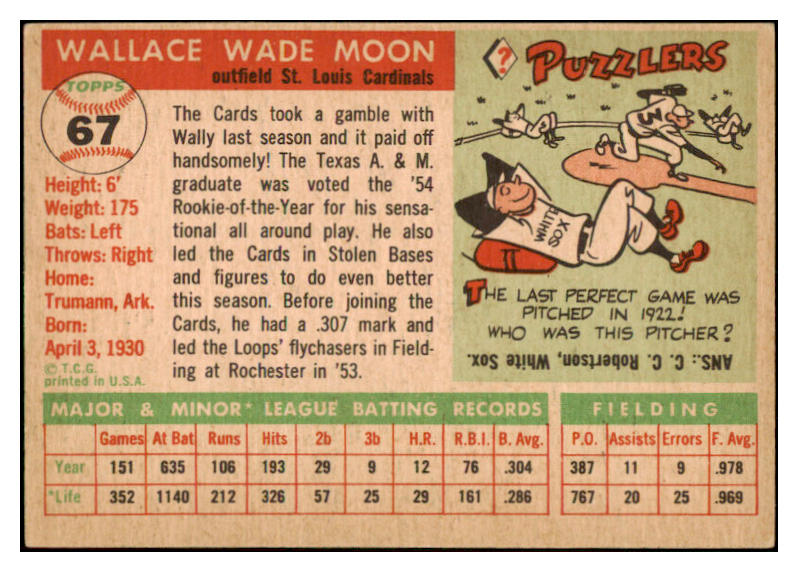 WALLACE WADE MOON
outfield St. Louis Cardinals
TOPPS
67
Height: 6'
Weight: 175
Bats: Left
Throws: Right
Home:
Trumann, Ark.
Born:
April 3, 1930
© T.C.G.
printed in U.S.A.
The Cards took a gamble with
Wally last season and it paid off
handsomely! The Texas A. & M.
graduate was voted the '54
Rookie-of-the-Year for his sensa-
tional all around play. He also
led the Cards in Stolen Bases
and figures to do even better
this season. Before joining the
Cards, he had a .307 mark and
led the Loops' flychasers in Field-
ing at Rochester in '53.
? PUZZLERS
3
WHITE
SOX
THE LAST PERFECT GAME WAS
PITCHED IN 1922!
WHO WAS THIS PITCHER?
ANS.: C. C. Robertson, White Sox.
MAJOR & MINOR* LEAGUE BATTING RECORDS FIELDING
Games At Bat Runs Hits 2b 3b H.R. R.B.I. B. Avg. P.O. Assists Errors F. Avg.
Year 151 635 106 193 29 9 12 76 .304 387 11 9 .978
*Life 352 1140 212 326 57 25 29 161 .286 767 20 25 .969